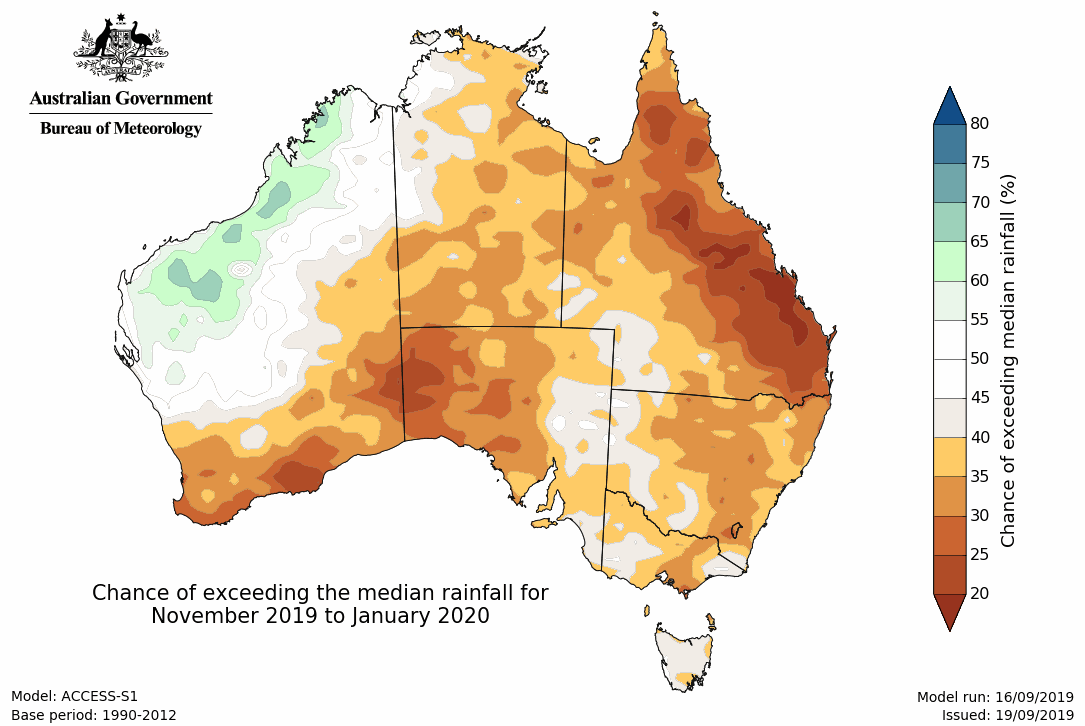 Australian Government
Bureau of Meteorology
80
75
70
65
60
55
50
45
40
35
30
25
20
Chance of exceeding median rainfall (%)
Chance of exceeding the median rainfall for
November 2019 to January 2020
Model: ACCESS-S1
Base period: 1990-2012
Model run: 16/09/2019
Issued: 19/09/2019